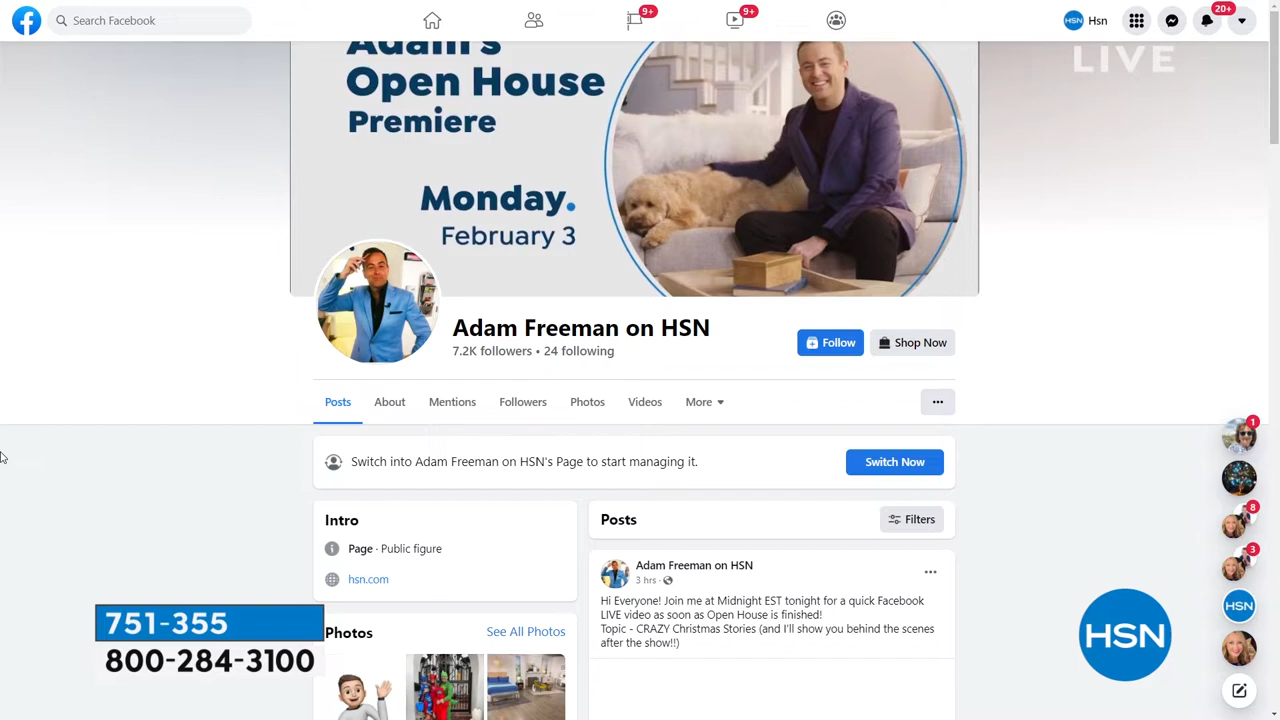 Search Facebook
9+
9+
Hsn
20+
LIVE
Adam's
Open House
Premiere
Monday.
February 3
Adam Freeman on HSN
7.2K followers • 24 following
Follow
Shop Now
Posts
About
Mentions
Followers
Photos
Videos
More
Switch into Adam Freeman on HSN's Page to start managing it.
Switch Now
1
8
3
HSN
Intro
Page · Public figure
hsn.com
Photos
See All Photos
Posts
Filters
Adam Freeman on HSN
3 hrs ·
Hi Everyone! Join me at Midnight EST tonight for a quick Facebook
LIVE video as soon as Open House is finished!
Topic - CRAZY Christmas Stories (and I'll show you behind the scenes
after the show!!)
751-355
800-284-3100
HSN